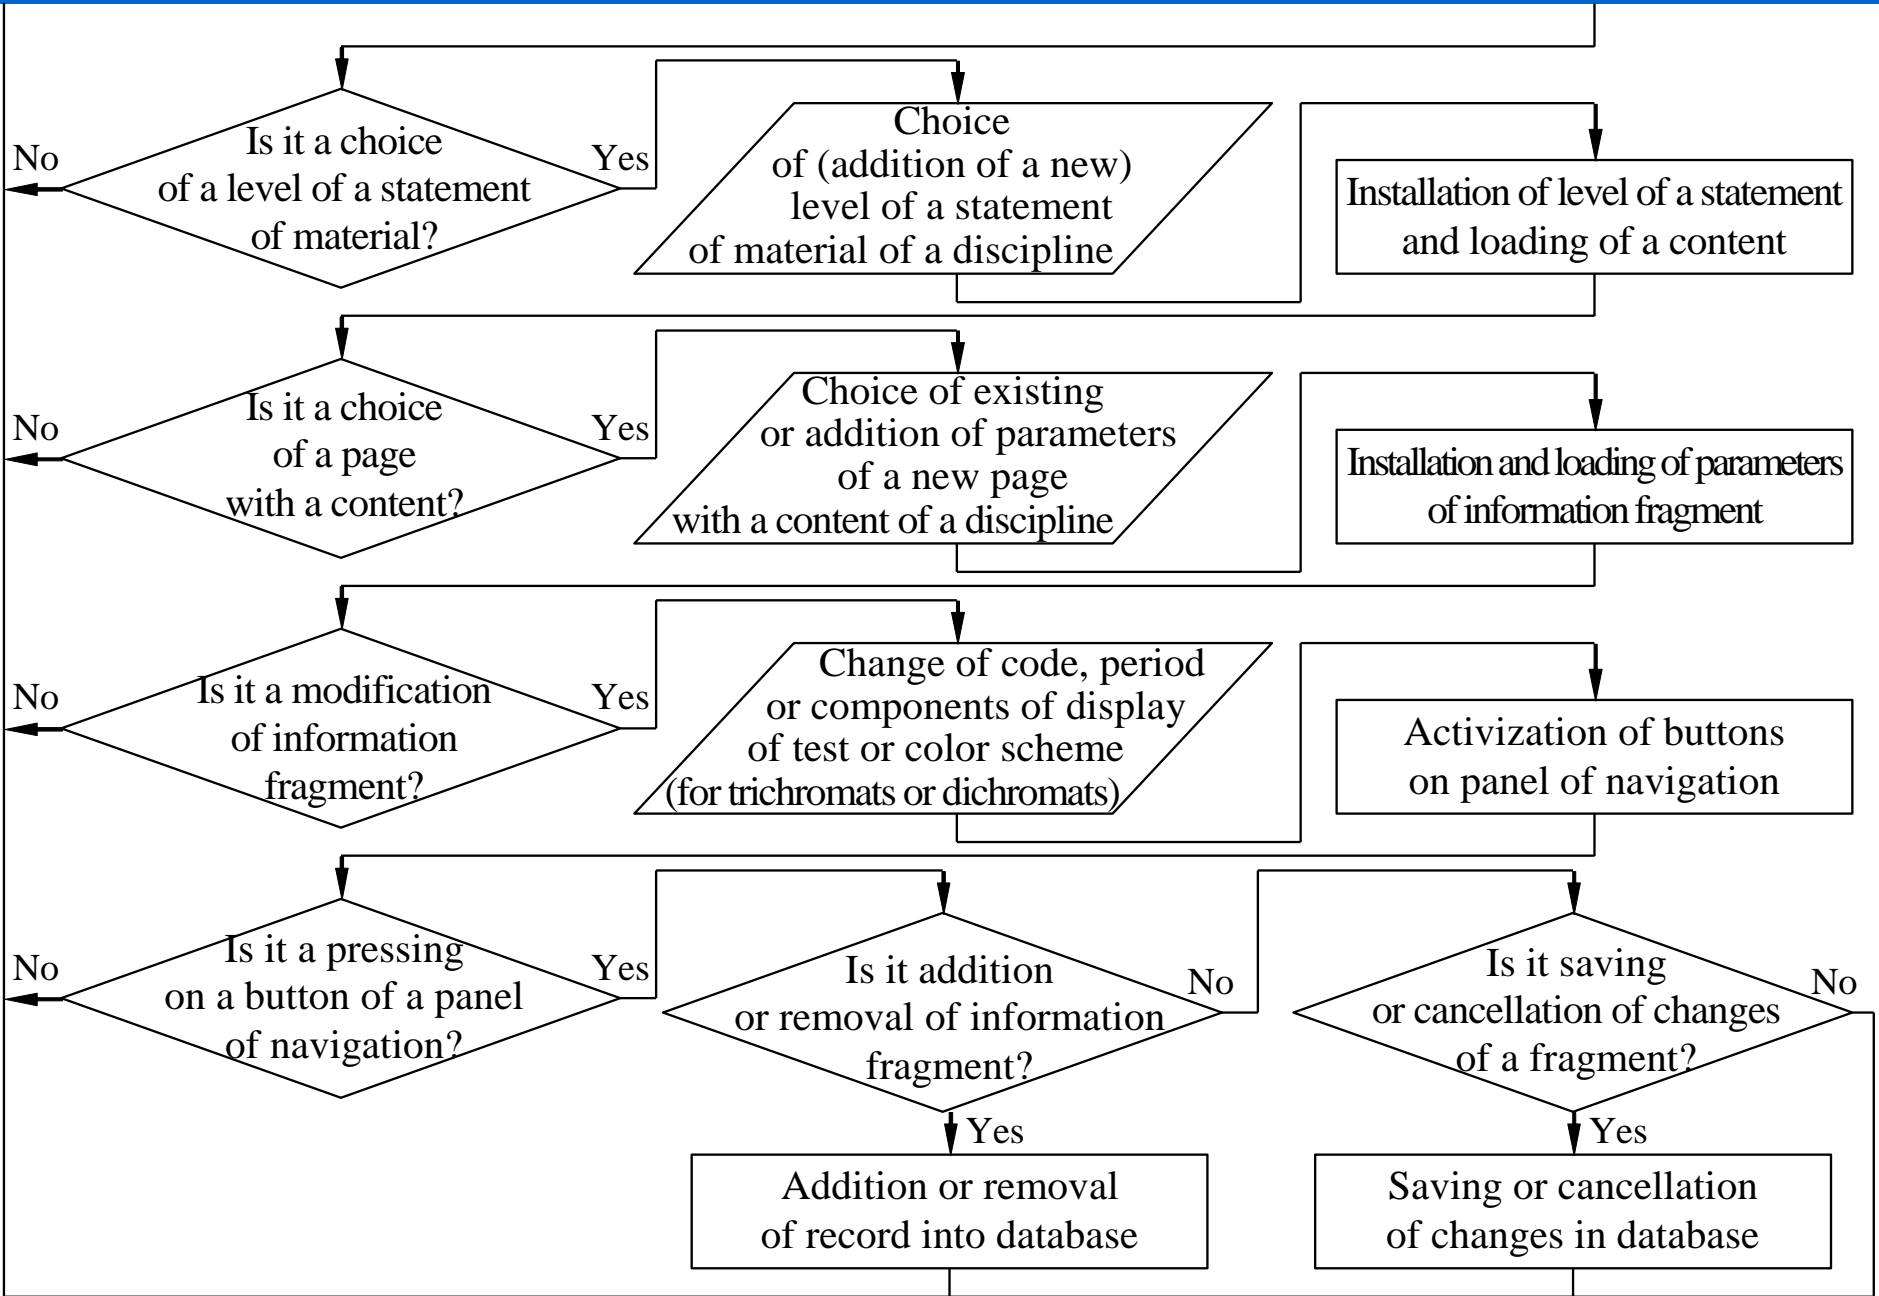 No
Is it a choice
of a level of a statement
of material?
Yes
Choice
of (addition of a new)
level of a statement
of material of a discipline
Installation of level of a statement
and loading of a content
No
Is it a choice
of a page
with a content?
Yes
Choice of existing
or addition of parameters
of a new page
with a content of a discipline
Installation and loading of parameters
of information fragment
No
Is it a modification
of information
fragment?
Yes
Change of code, period
or components of display
of test or color scheme
(for trichromats or dichromats)
Activization of buttons
on panel of navigation
No
Is it a pressing
on a button of a panel
of navigation?
Yes
Is it addition
or removal of information
fragment?
No
Is it saving
or cancellation of changes
of a fragment?
No
Yes
Addition or removal
of record into database
Yes
Saving or cancellation
of changes in database